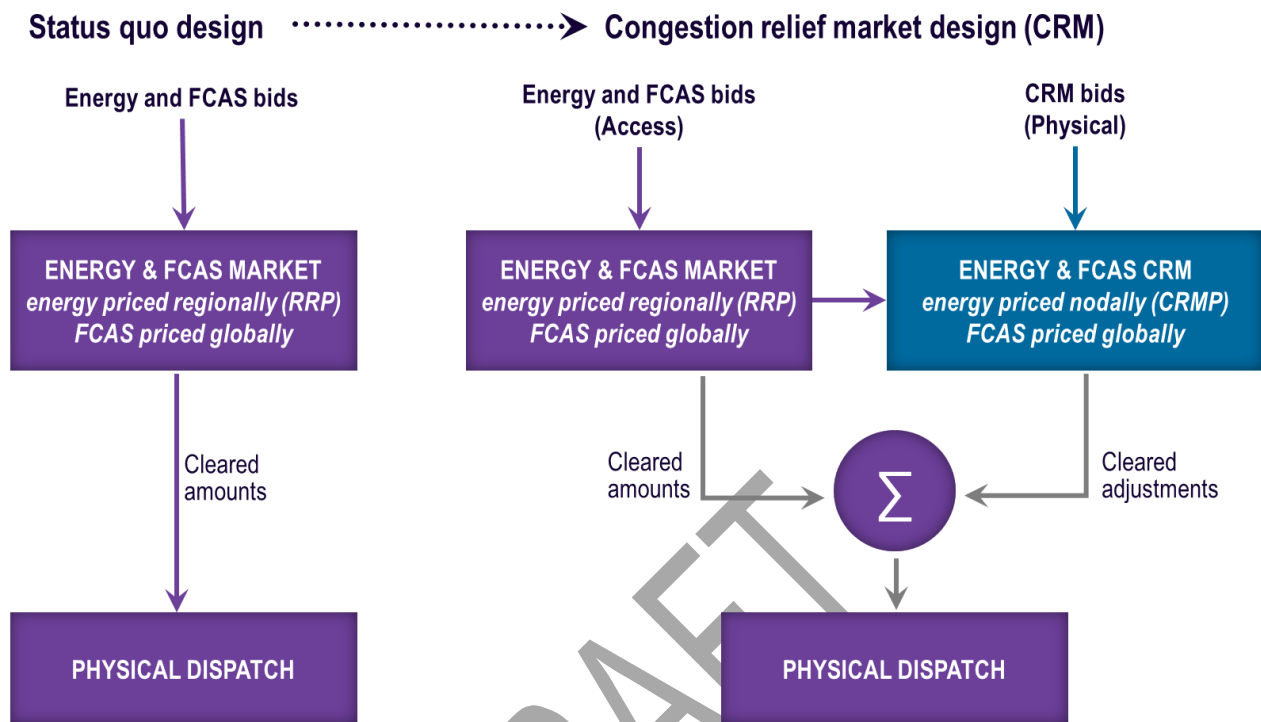 Status quo design
Congestion relief market design (CRM)
Energy and FCAS bids
ENERGY & FCAS MARKET
energy priced regionally (RRP)
FCAS priced globally
Cleared
amounts
PHYSICAL DISPATCH
Energy and FCAS bids
(Access)
CRM bids
(Physical)
ENERGY & FCAS MARKET
energy priced regionally (RRP)
FCAS priced globally
ENERGY & FCAS CRM
energy priced nodally (CRMP)
FCAS priced globally
Cleared
amounts
Σ
Cleared
adjustments
PHYSICAL DISPATCH
DRAFT